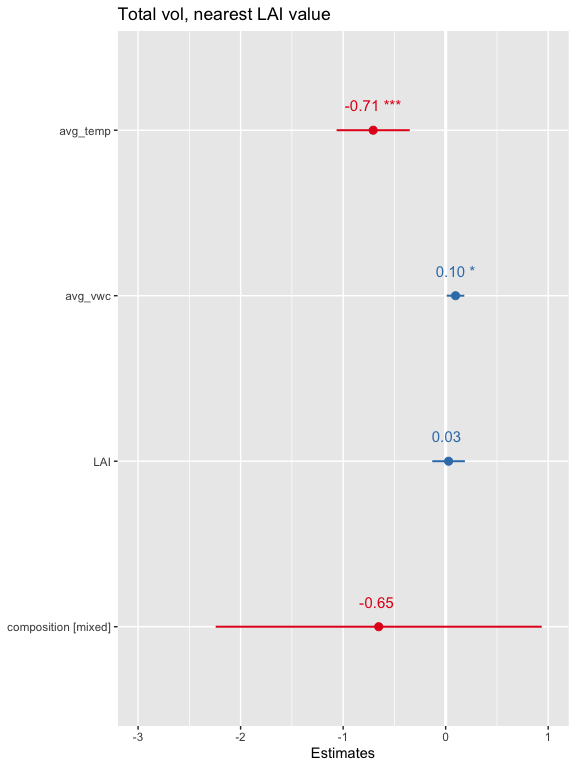 Total vol, nearest LAI value
avg_temp
-0.71 ***
avg_vwc
0.10 *
LAI
0.03
composition [mixed]
-0.65
-3 -2 -1 0 1
Estimates